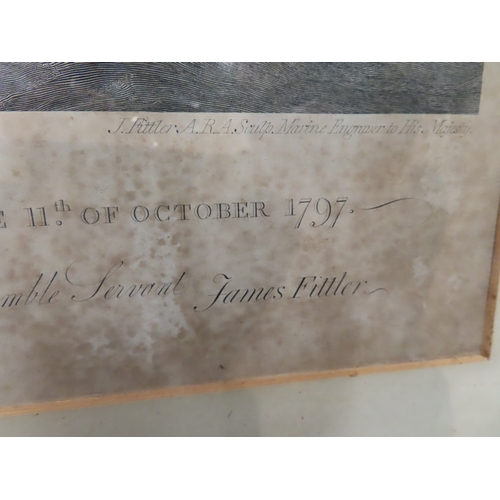 J. Fittler. A.R.A. Sculp. Marine Engraver to His Majesty.
E 11.th OF OCTOBER 1797.
mble Servant James Fittler